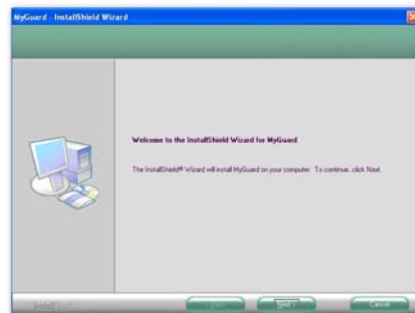 MyGuard - InstallShield Wizard
Welcome to the InstallShield Wizard for MyGuard
The InstallShield® Wizard will install MyGuard on your computer. To continue, click Next.
InstallShield
Next >
Cancel